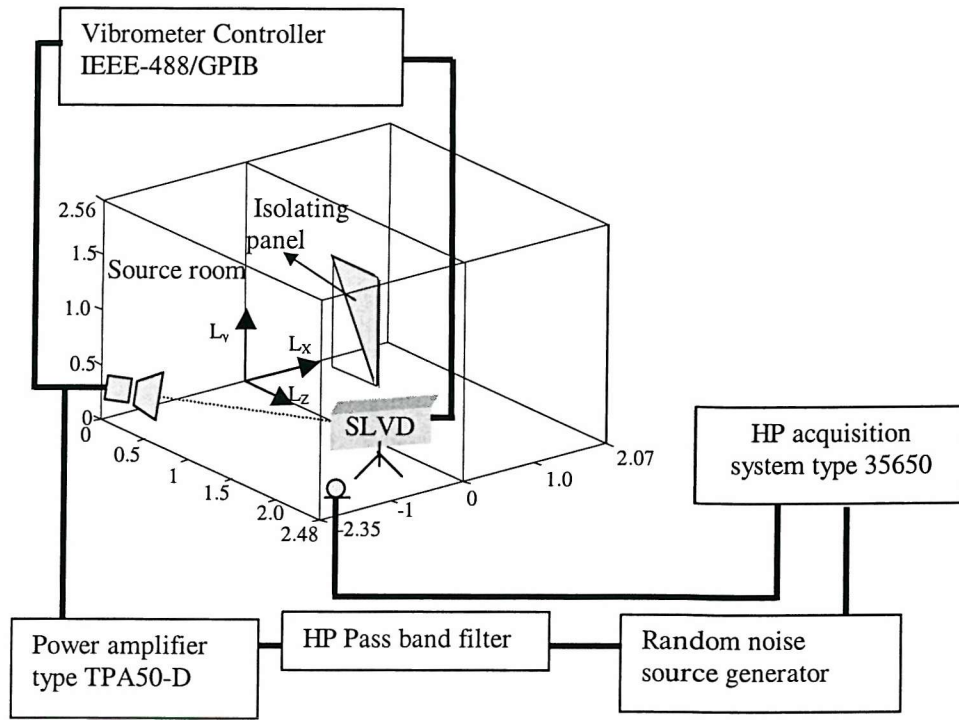 Vibrometer Controller
IEEE-488/GPIB
2.56
Isolating
panel
1.5
Source room
1.0
Ly
Lx
0.5
Lz
0
0
SLVD
HP acquisition
system type 35650
0.5
1
1.5
2.0
2.48
-2.35
-1
0
1.0
2.07
Power amplifier
type TPA50-D
HP Pass band filter
Random noise
source generator